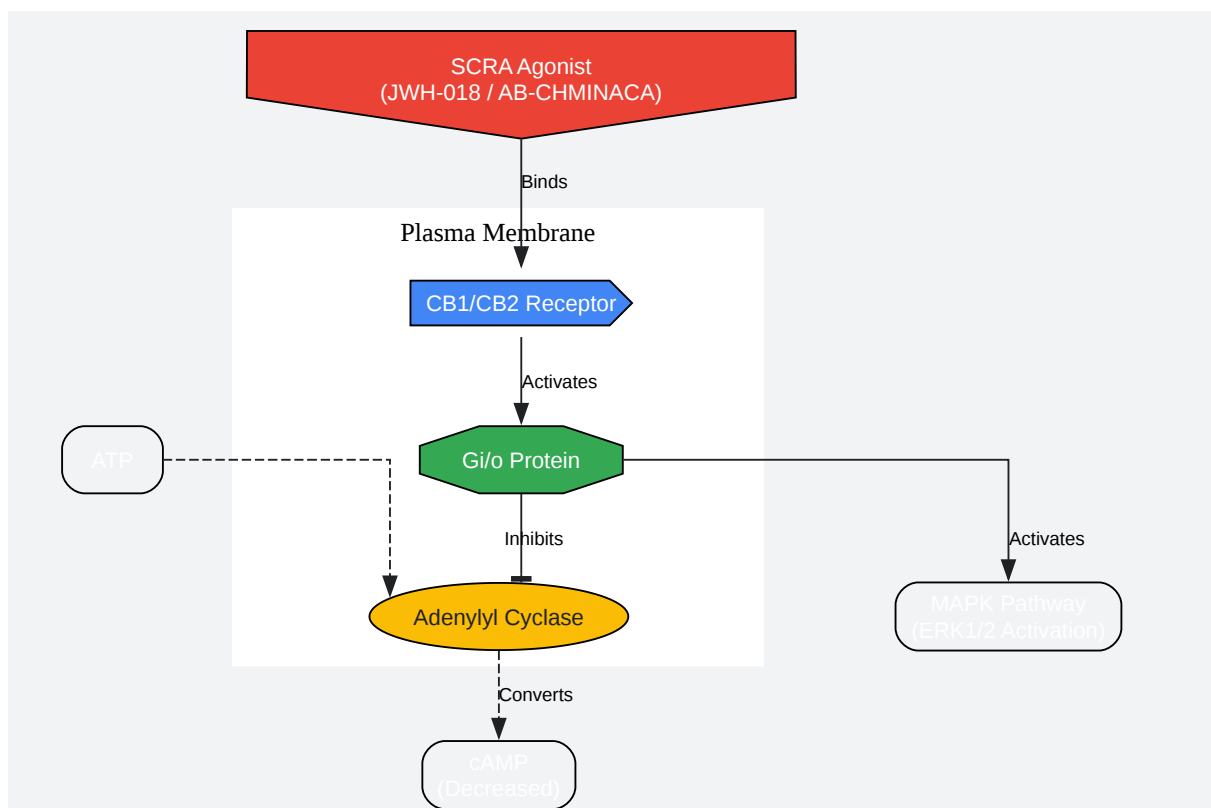 SCRA Agonist
(JWH-018 / AB-CHMINACA)
Binds
Plasma Membrane
CB1/CB2 Receptor
Activates
ATP
Gi/o Protein
Inhibits
Activates
Adenylyl Cyclase
MAPK Pathway
(ERK1/2 Activation)
Converts
cAMP
(Decreased)